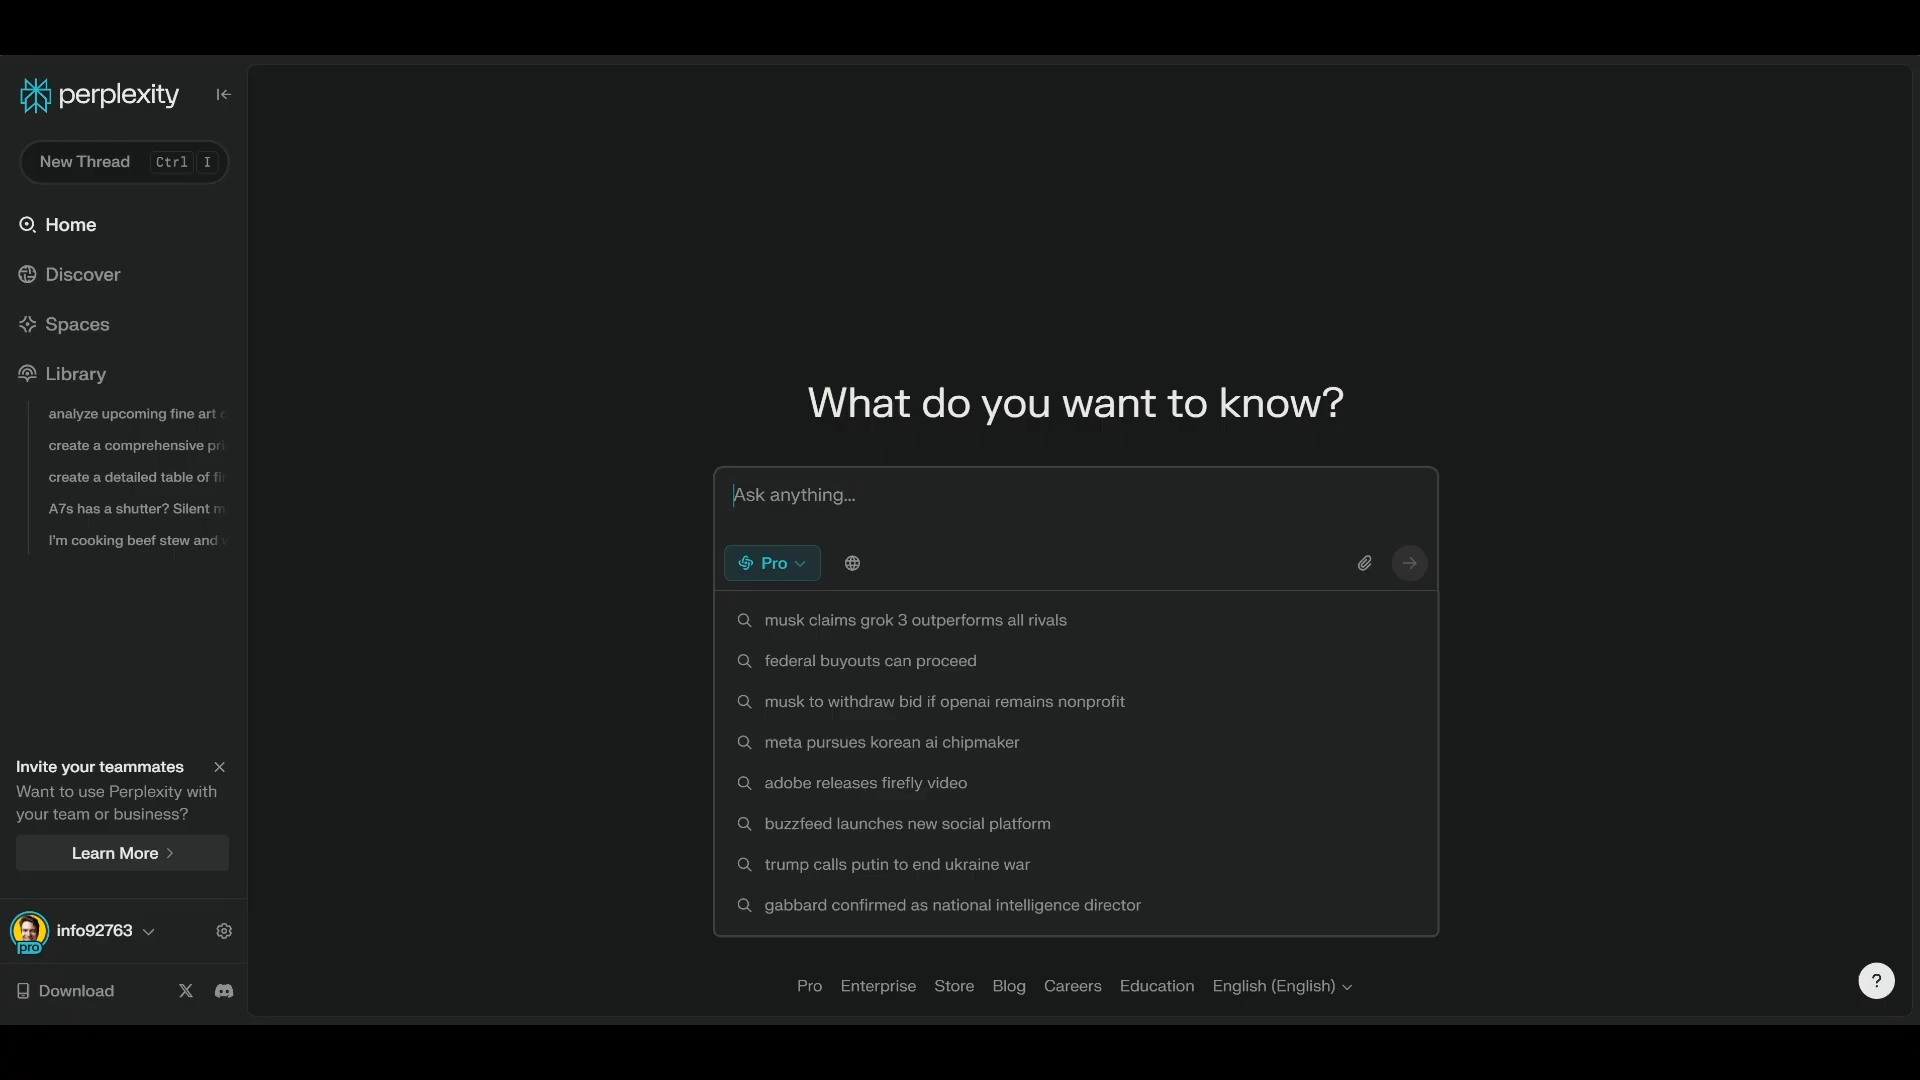 perplexity
New Thread Ctrl I
Home
Discover
Spaces
Library
analyze upcoming fine art
create a comprehensive
create a detailed table of
A7s has a shutter? Silent
I'm cooking beef stew and
Invite your teammates
Want to use Perplexity with
your team or business?
Learn More
pro
info92763
Download
What do you want to know?
Ask anything...
Pro
musk claims grok 3 outperforms all rivals
federal buyouts can proceed
musk to withdraw bid if openai remains nonprofit
meta pursues korean ai chipmaker
adobe releases firefly video
buzzfeed launches new social platform
trump calls putin to end ukraine war
gabbard confirmed as national intelligence director
Pro Enterprise Store Blog Careers Education English (English)
?